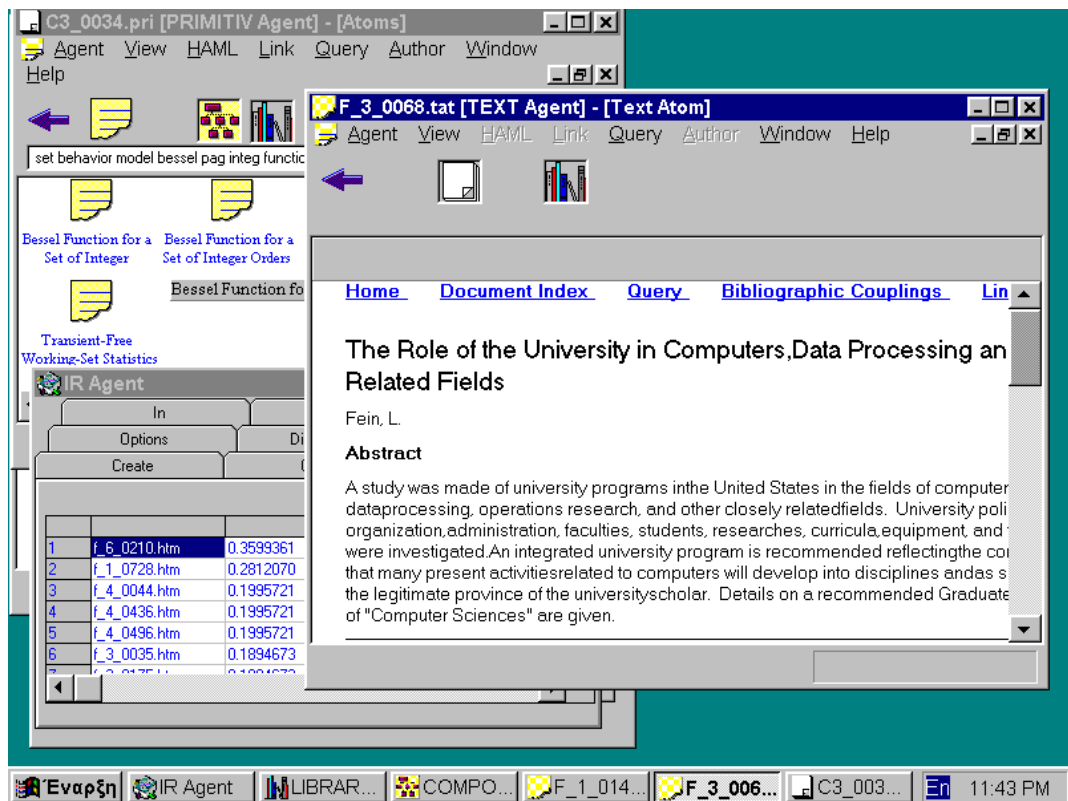 C3_0034.pri [PRIMITIV Agent] - [Atoms]
Agent View HAML Link Query Author Window
Help
set behavior model bessel pag integ functic
Bessel Function for a
Set of Integer
Bessel Function for a
Set of Integer Orders
Bessel Function fo
Transient-Free
Working-Set Statistics
F_3_0068.tat [TEXT Agent] - [Text Atom]
Agent View HAML Link Query Author Window Help
Home Document Index Query Bibliographic Couplings Lin
The Role of the University in Computers,Data Processing an
Related Fields
Fein, L.
Abstract
A study was made of university programs inthe United States in the fields of computer
dataprocessing, operations research, and other closely relatedfields. University poli
organization,administration, faculties, students, researches, curricula,equipment, and
were investigated.An integrated university program is recommended reflectingthe co
that many present activitiesrelated to computers will develop into disciplines andas s
the legitimate province of the universityscholar. Details on a recommended Graduate
of "Computer Sciences" are given.
IR Agent
In
Options Di
Create
1 f_6_0210.htm 0.3599361
2 f_1_0728.htm 0.2812070
3 f_4_0044.htm 0.1995721
4 f_4_0436.htm 0.1995721
5 f_4_0496.htm 0.1995721
6 f_3_0035.htm 0.1894673
Έναρξη IR Agent LIBRAR... COMPO... F_1_014... F_3_006... C3_003... En 11:43 PM